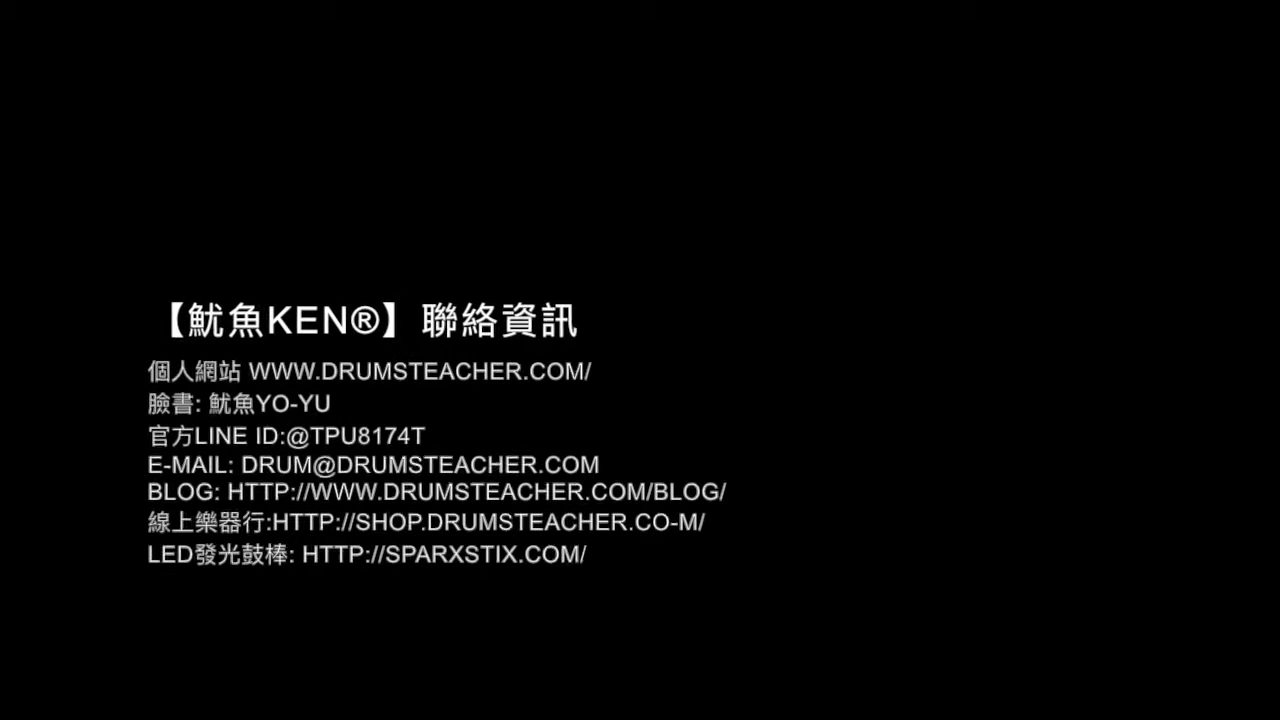 【魷魚KEN®】聯絡資訊
個人網站 WWW.DRUMSTEACHER.COM/
臉書: 魷魚YO-YU
官方LINE ID:@TPU8174T
E-MAIL: DRUM@DRUMSTEACHER.COM
BLOG: HTTP://WWW.DRUMSTEACHER.COM/BLOG/
線上樂器行:HTTP://SHOP.DRUMSTEACHER.CO-M/
LED發光鼓棒: HTTP://SPARXSTIX.COM/